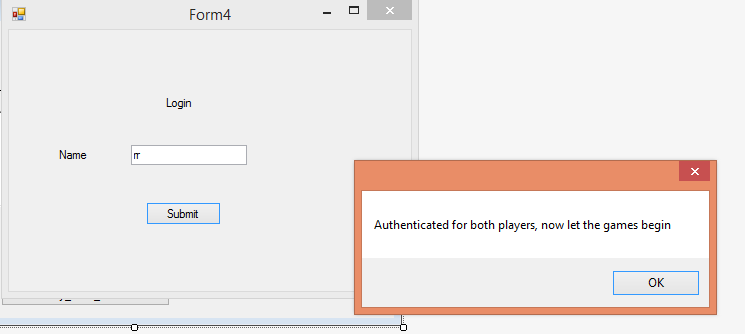 Form4
Login
Name
rr
Submit
Authenticated for both players, now let the games begin
OK